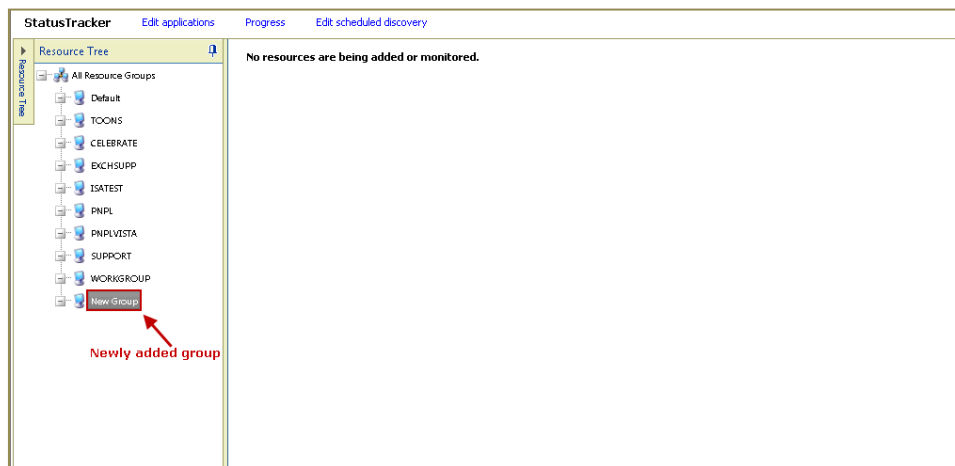 StatusTracker Edit applications Progress Edit scheduled discovery
Resource Tree
Resource Tree
No resources are being added or monitored.
All Resource Groups
Default
TOONS
CELEBRATE
EXCHSUPP
ISATEST
PNPL
PNPLVISTA
SUPPORT
WORKGROUP
New Group
Newly added group